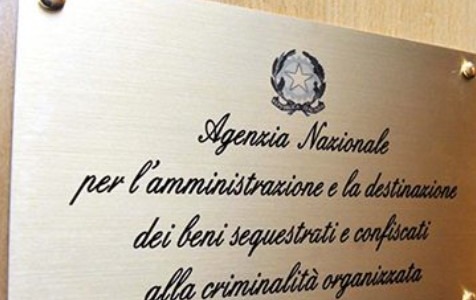 Agenzia Nazionale
per l'amministrazione e la destinazione
dei beni sequestrati e confiscati
alla criminalità organizzata